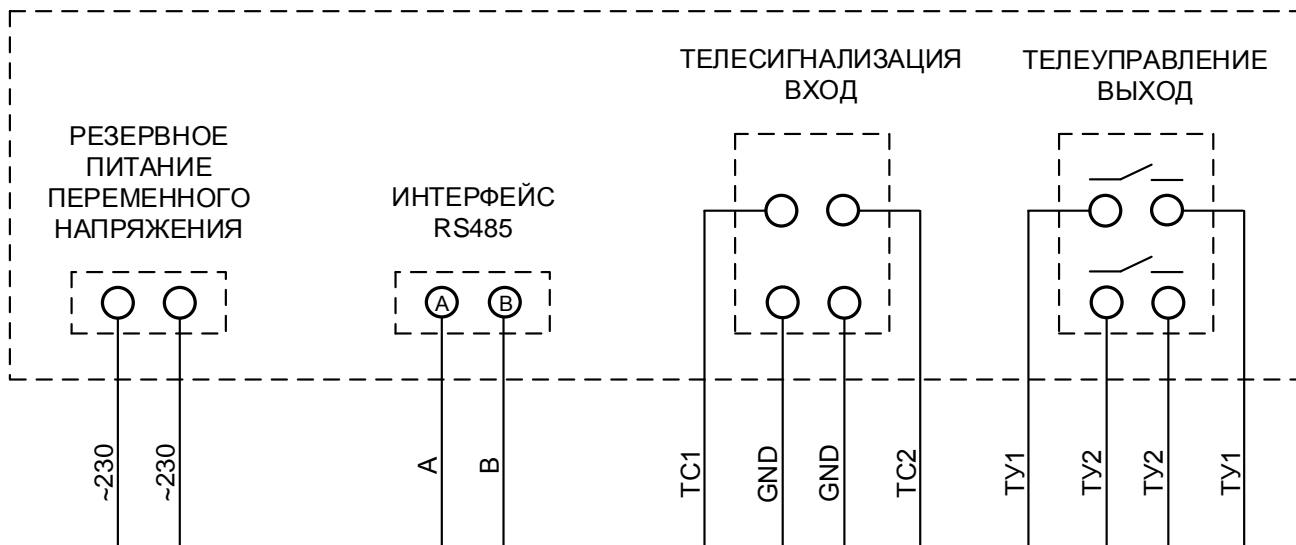 ТЕЛЕСИГНАЛИЗАЦИЯ
ВХОД
ТЕЛЕУПРАВЛЕНИЕ
ВЫХОД
РЕЗЕРВНОЕ
ПИТАНИЕ
ПЕРЕМЕННОГО
НАПРЯЖЕНИЯ
ИНТЕРФЕЙС
RS485
A
B
~230
~230
A
B
ТС1
GND
GND
ТС2
ТУ1
ТУ2
ТУ2
ТУ1